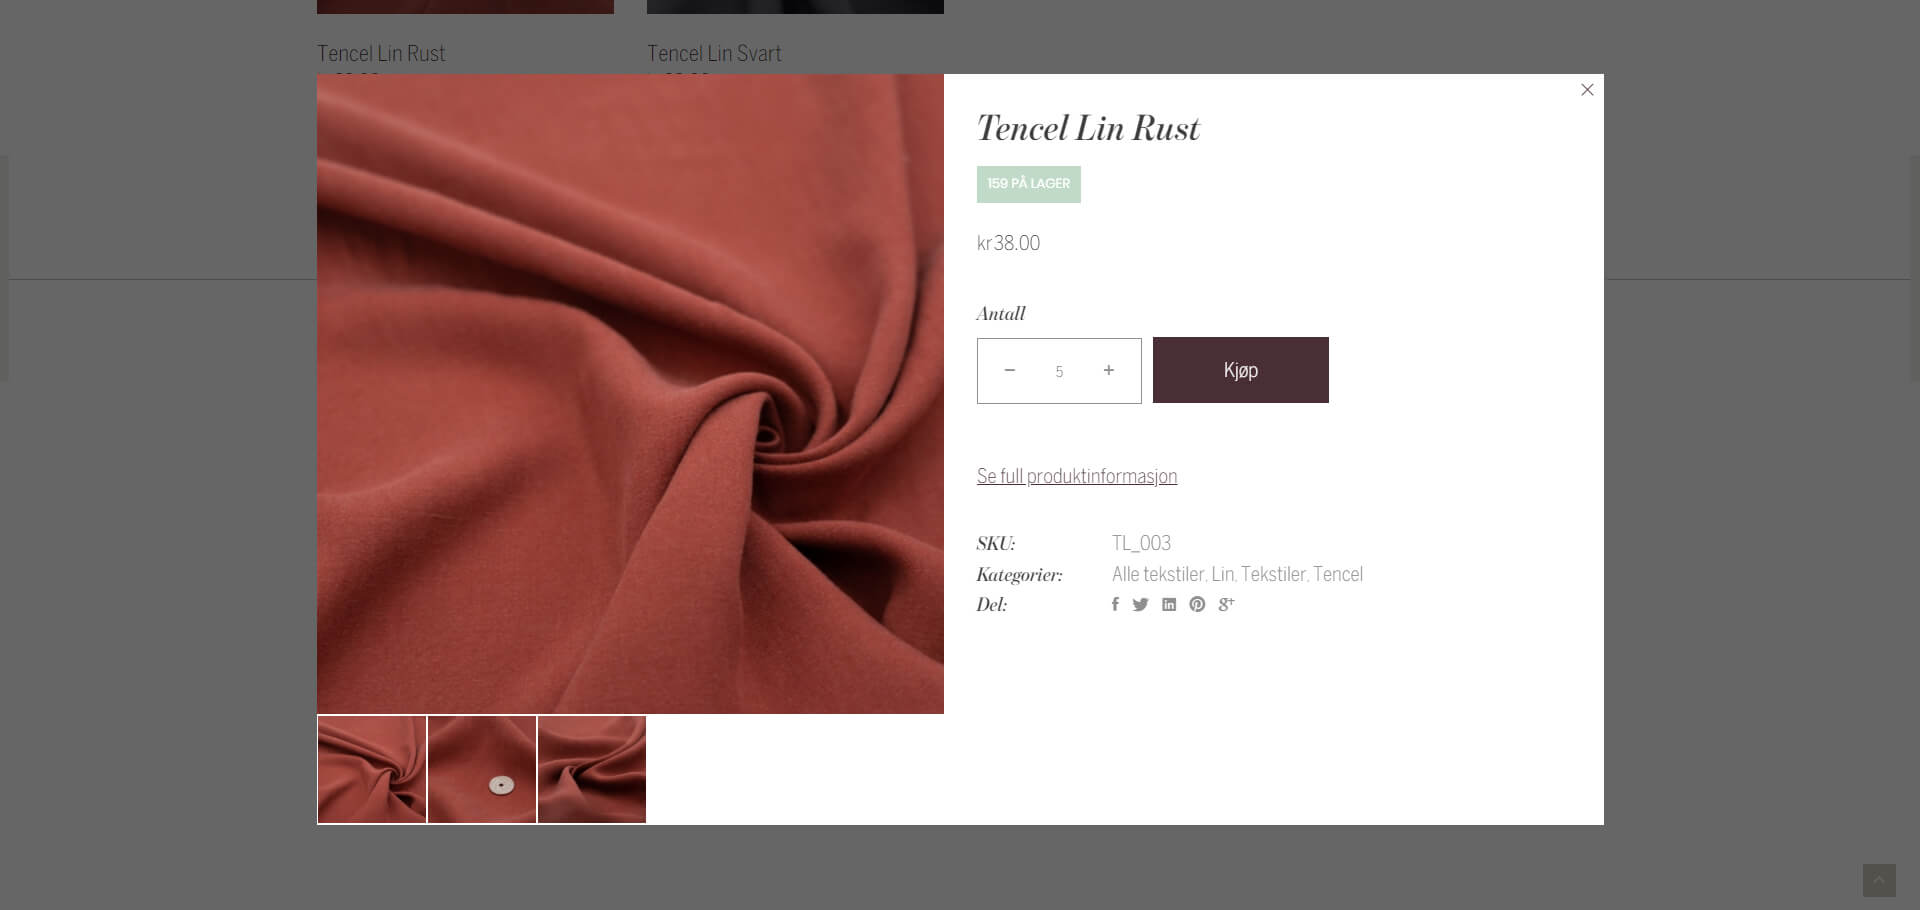 Tencel Lin Rust
Tencel Lin Svart
Tencel Lin Rust
159 PÅ LAGER
kr38.00
Antall
− 5 +
Kjøp
Se full produktinformasjon
SKU: TL_003
Kategorier: Alle tekstiler, Lin, Tekstiler, Tencel
Del: